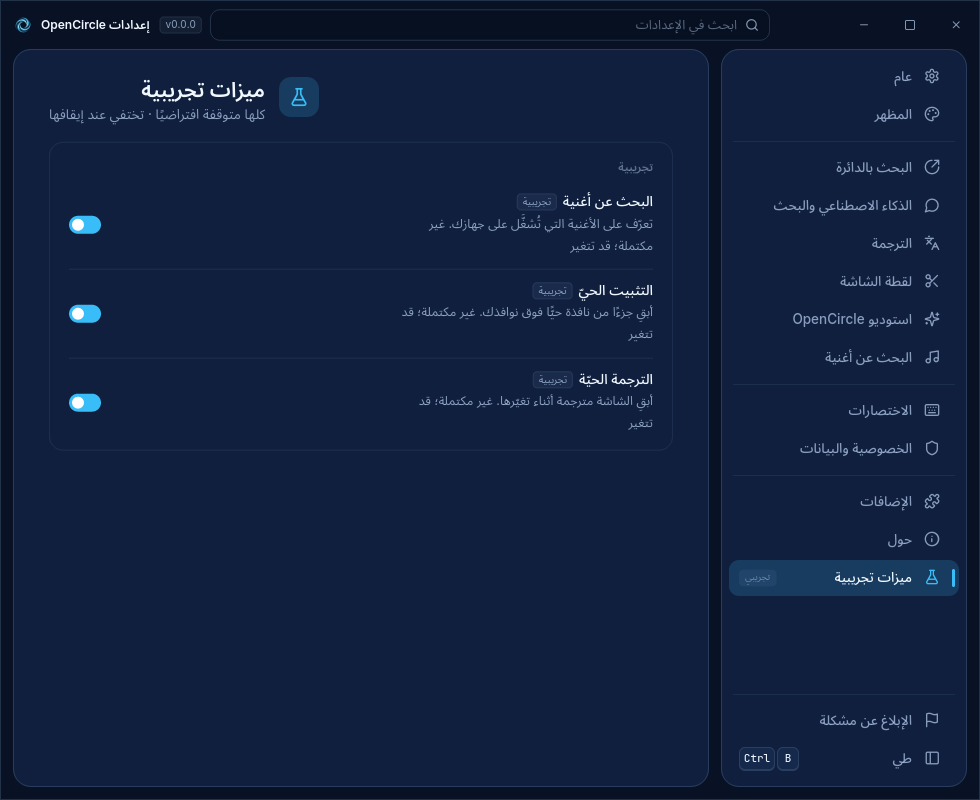 إعدادات OpenCircle
v0.0.0
ابحث في الإعدادات
عام
المظهر
البحث بالدائرة
الذكاء الاصطناعي والبحث
الترجمة
لقطة الشاشة
استوديو OpenCircle
البحث عن أغنية
الاختصارات
الخصوصية والبيانات
الإضافات
حول
ميزات تجريبية
تجريبي
الإبلاغ عن مشكلة
طي
Ctrl B
ميزات تجريبية
كلها متوقفة افتراضيًا · تختفي عند إيقافها
تجريبية
البحث عن أغنية تجريبية
تعرّف على الأغنية التي تُشغَّل على جهازك. غير
مكتملة؛ قد تتغير
التثبيت الحيّ تجريبية
أبقِ جزءًا من نافذة حيًّا فوق نوافذك. غير مكتملة؛ قد
تتغير
الترجمة الحيّة تجريبية
أبقِ الشاشة مترجمة أثناء تغيّرها. غير مكتملة؛ قد
تتغير